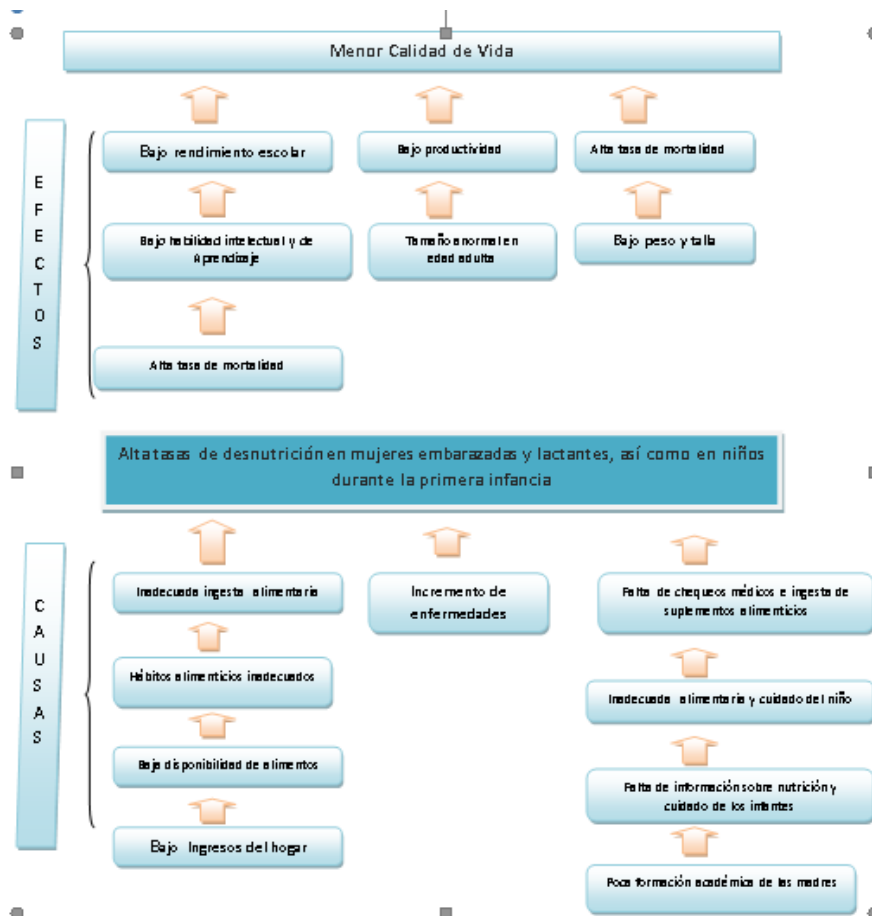 Menor Calidad de Vida
EFECTOS
Bajo rendimiento escolar
Bajo productividad
Alta tasa de mortalidad
Bajo habilidad intelectual y de
Aprendizaje
Tamaño anormal en
edad adulta
Bajo peso y talla
Alta tasa de mortalidad
Alta tasas de desnutrición en mujeres embarazadas y lactantes, así como en niños
durante la primera infancia
CAUSAS
Inadecuada ingesta alimentaria
Incremento de
enfermedades
Falta de chequeos médicos e ingesta de
suplementos alimenticios
Hábitos alimenticios inadecuados
Inadecuada alimentaria y cuidado del niño
Baja disponibilidad de alimentos
Falta de información sobre nutrición y
cuidado de los infantes
Bajo Ingresos del hogar
Poca formación académica de las madres